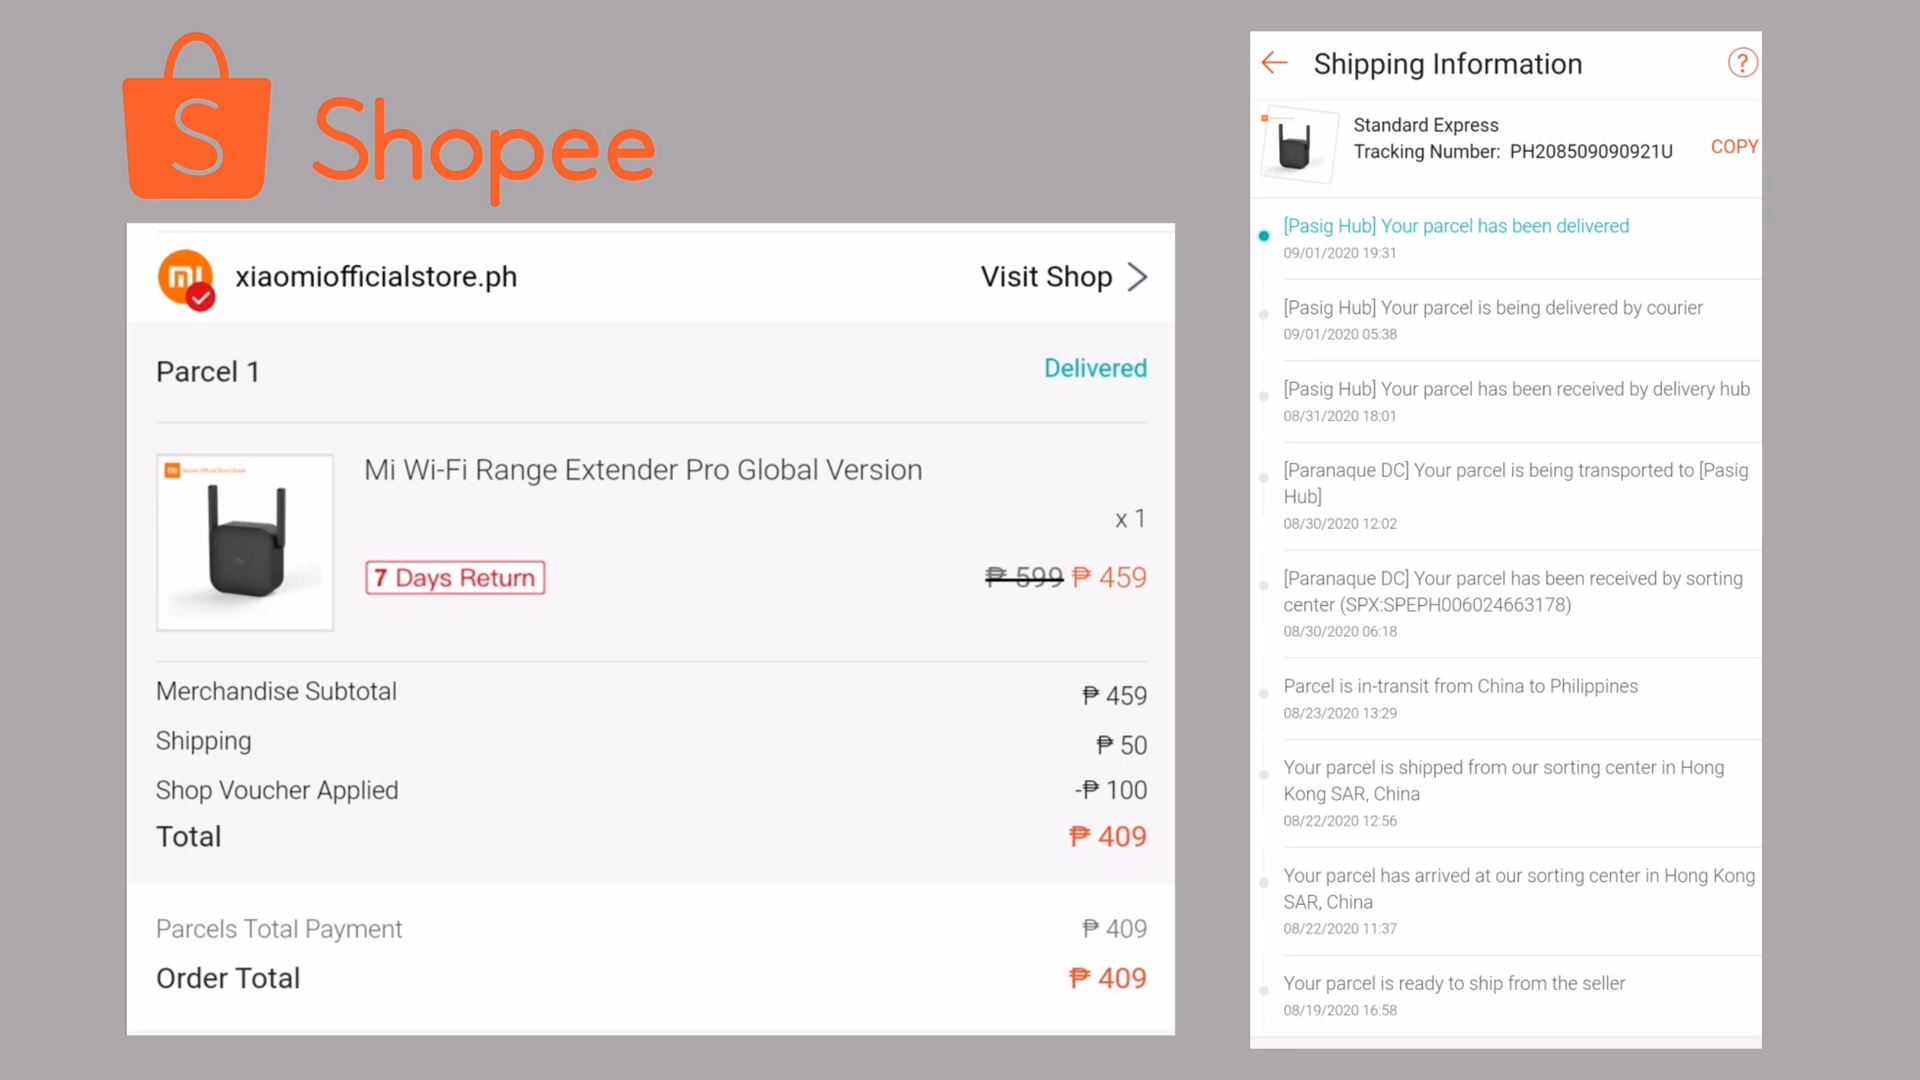 S
Shopee
xiaomiofficialstore.ph
Visit Shop
Parcel 1
Delivered
Mi Wi-Fi Range Extender Pro Global Version
x 1
7 Days Return
₱ 599 ₱ 459
Merchandise Subtotal
₱ 459
Shipping
₱ 50
Shop Voucher Applied
-₱ 100
Total
₱ 409
Parcels Total Payment
₱ 409
Order Total
₱ 409
Shipping Information
?
Standard Express
Tracking Number: PH208509090921U
COPY
[Pasig Hub] Your parcel has been delivered
09/01/2020 19:31
[Pasig Hub] Your parcel is being delivered by courier
09/01/2020 05:38
[Pasig Hub] Your parcel has been received by delivery hub
08/31/2020 18:01
[Paranaque DC] Your parcel is being transported to [Pasig
Hub]
08/30/2020 12:02
[Paranaque DC] Your parcel has been received by sorting
center (SPX:SPEPH006024663178)
08/30/2020 06:18
Parcel is in-transit from China to Philippines
08/23/2020 13:29
Your parcel is shipped from our sorting center in Hong
Kong SAR, China
08/22/2020 12:56
Your parcel has arrived at our sorting center in Hong Kong
SAR, China
08/22/2020 11:37
Your parcel is ready to ship from the seller
08/19/2020 16:58